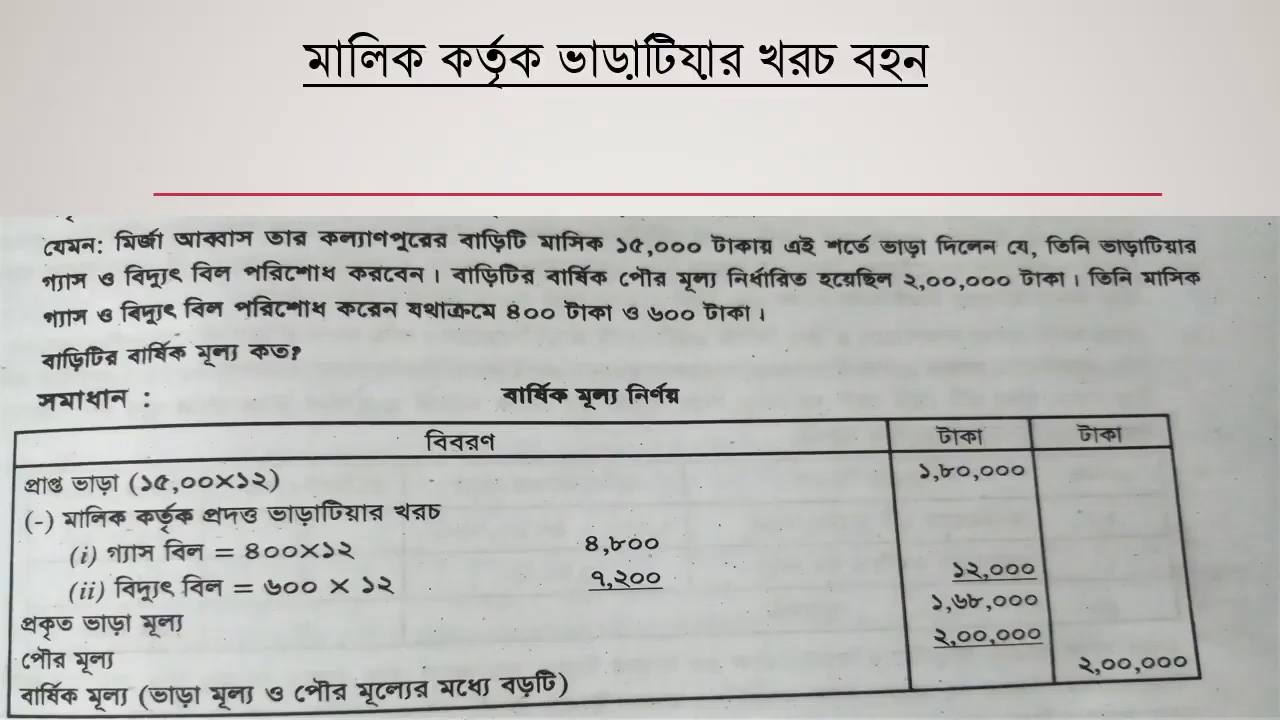 মালিক কর্তৃক ভাড়াটিয়ার খরচ বহন
যেমন: মির্জা আব্বাস তার কল্যাণপুরের বাড়িটি মাসিক ১৫,০০০ টাকায় এই শর্তে ভাড়া দিলেন যে, তিনি ভাড়াটিয়ার
গ্যাস ও বিদ্যুৎ বিল পরিশোধ করবেন। বাড়িটির বার্ষিক পৌর মূল্য নির্ধারিত হয়েছিল ২,০০,০০০ টাকা। তিনি মাসিক
গ্যাস ও বিদ্যুৎ বিল পরিশোধ করেন যথাক্রমে ৪০০ টাকা ও ৬০০ টাকা।
বাড়িটির বার্ষিক মূল্য কত?
সমাধান : বার্ষিক মূল্য নির্ণয়
বিবরণ টাকা টাকা
প্রাপ্ত ভাড়া (১৫,০০×১২) ১,৮০,০০০
(-) মালিক কর্তৃক প্রদত্ত ভাড়াটিয়ার খরচ
(i) গ্যাস বিল = ৪০০×১২ ৪,৮০০
(ii) বিদ্যুৎ বিল = ৬০০ × ১২ ৭,২০০ ১২,০০০
প্রকৃত ভাড়া মূল্য ১,৬৮,০০০
পৌর মূল্য ২,০০,০০০
বার্ষিক মূল্য (ভাড়া মূল্য ও পৌর মূল্যের মধ্যে বড়টি) ২,০০,০০০